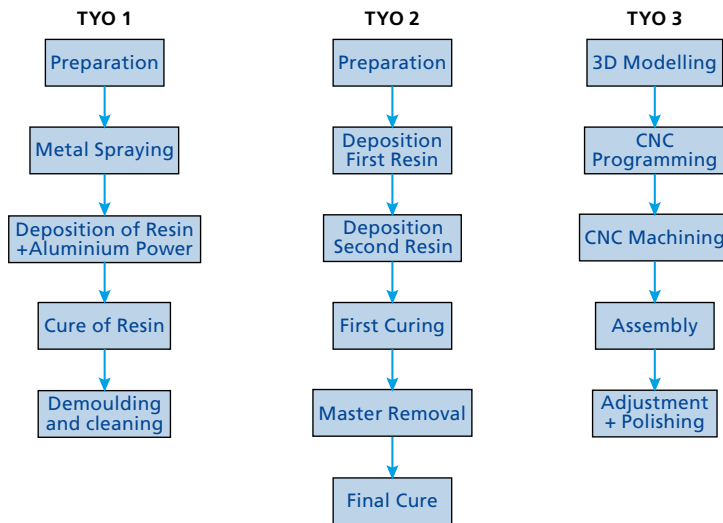 TYO 1
Preparation
Metal Spraying
Deposition of Resin
+Aluminium Power
Cure of Resin
Demoulding
and cleaning
TYO 2
Preparation
Deposition
First Resin
Deposition
Second Resin
First Curing
Master Removal
Final Cure
TYO 3
3D Modelling
CNC
Programming
CNC Machining
Assembly
Adjustment
+ Polishing